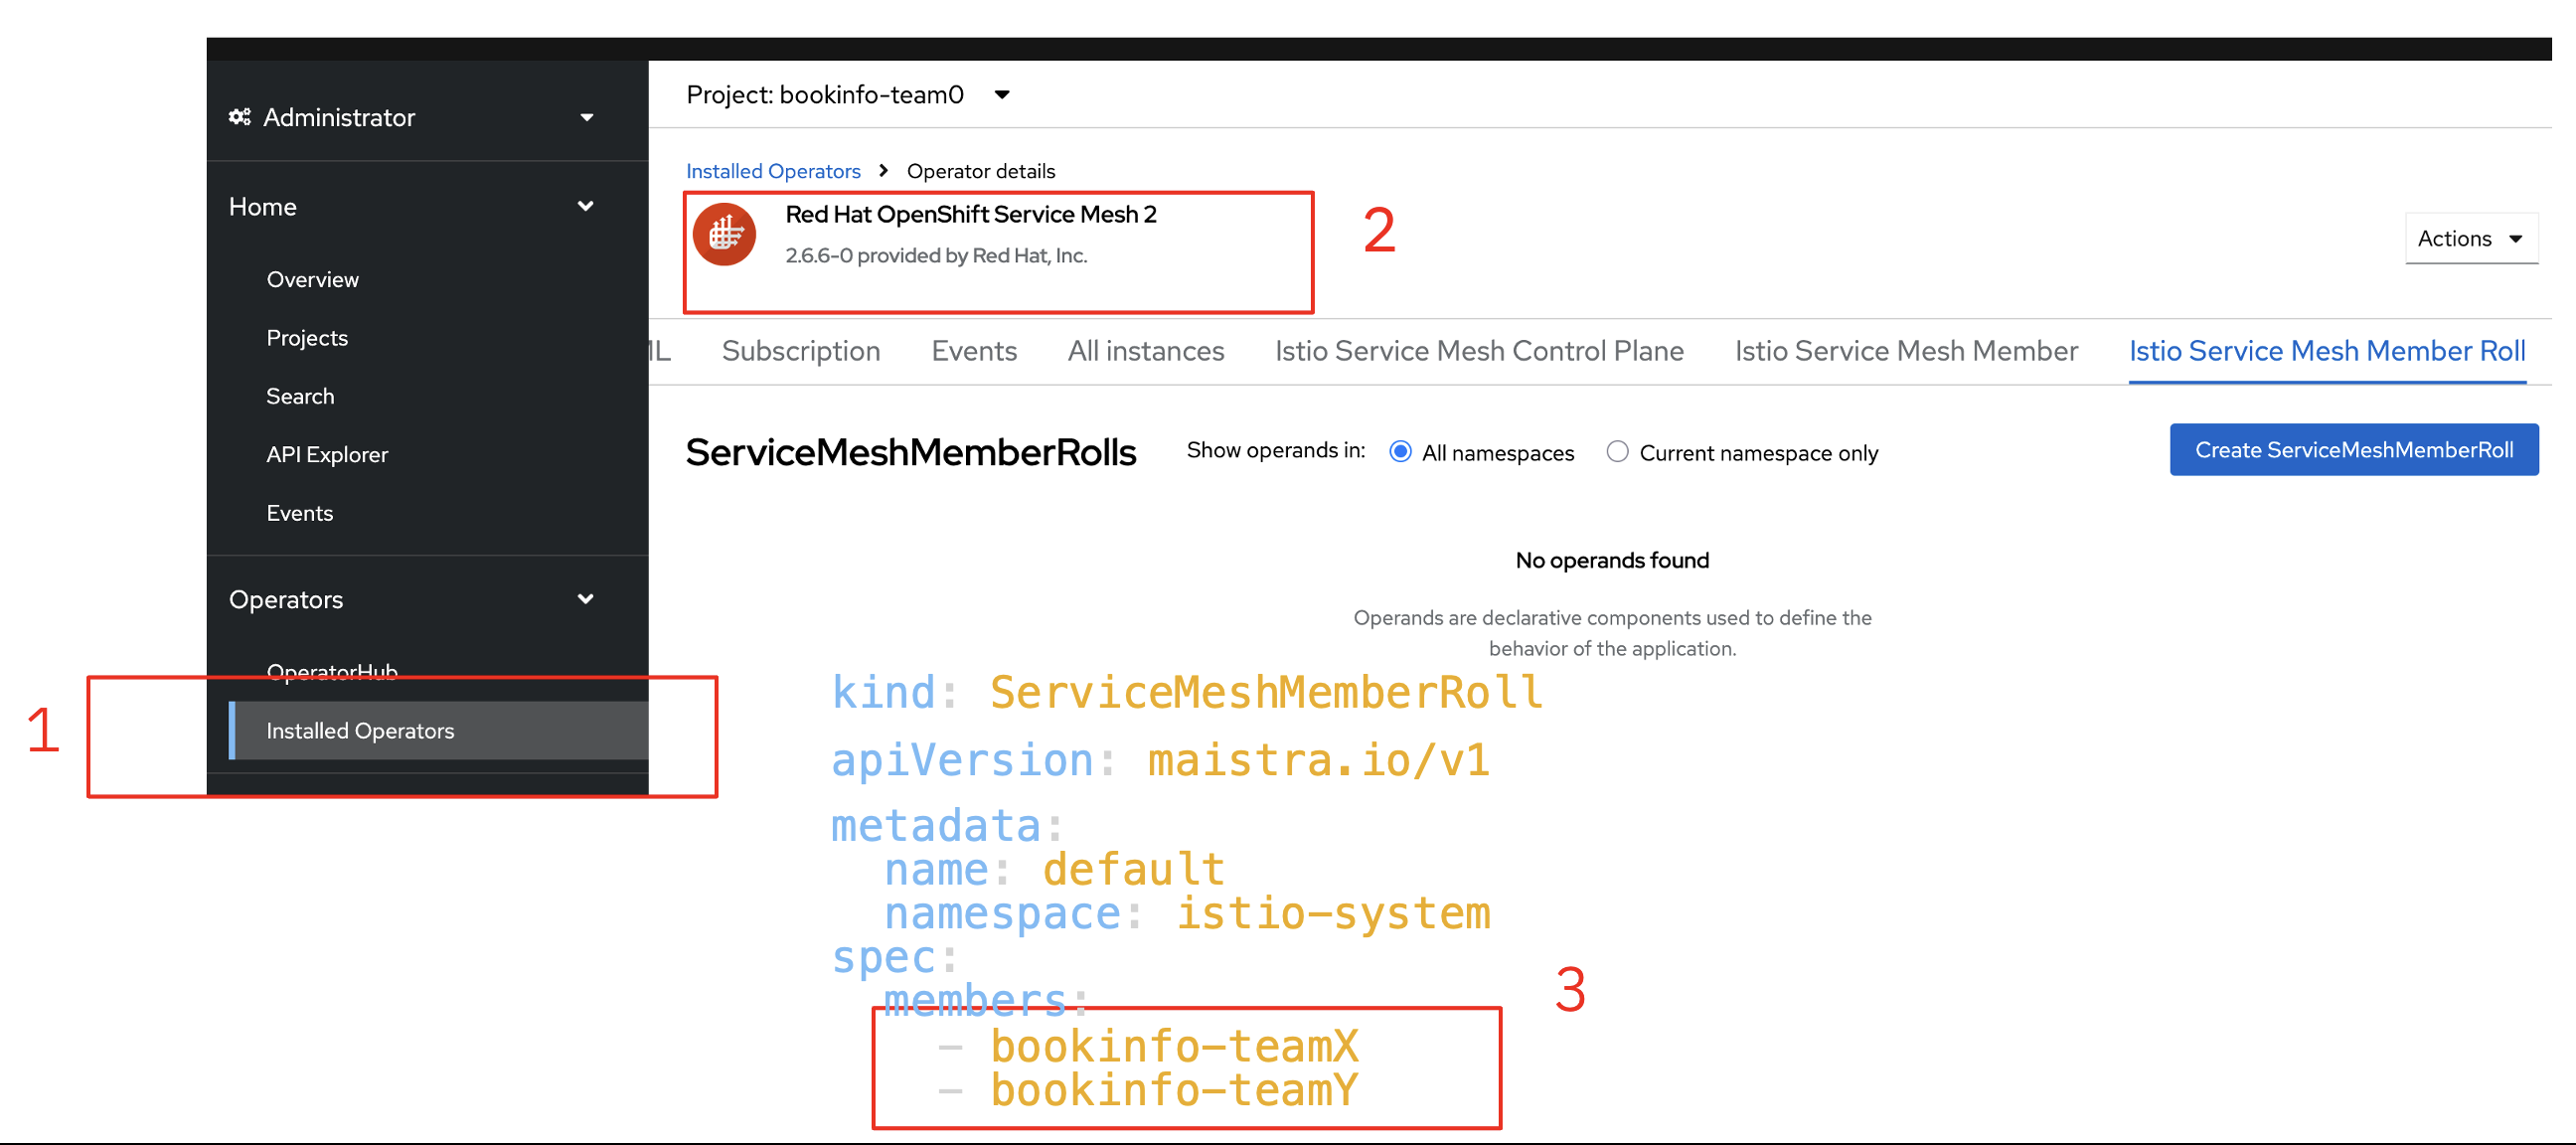 Project: bookinfo-team0
Administrator
Installed Operators > Operator details
Home
Red Hat OpenShift Service Mesh 2
2.6.6-0 provided by Red Hat, Inc.
2
Actions
Overview
Projects
Search
API Explorer
Events
ML Subscription Events All instances Istio Service Mesh Control Plane Istio Service Mesh Member Istio Service Mesh Member Roll
ServiceMeshMemberRolls Show operands in: All namespaces Current namespace only Create ServiceMeshMemberRoll
No operands found
Operands are declarative components used to define the
behavior of the application.
Operators
OperatorHub
1
Installed Operators
kind: ServiceMeshMemberRoll
apiVersion: maistra.io/v1
metadata:
name: default
namespace: istio-system
spec:
members:
3
- bookinfo-teamX
- bookinfo-teamY